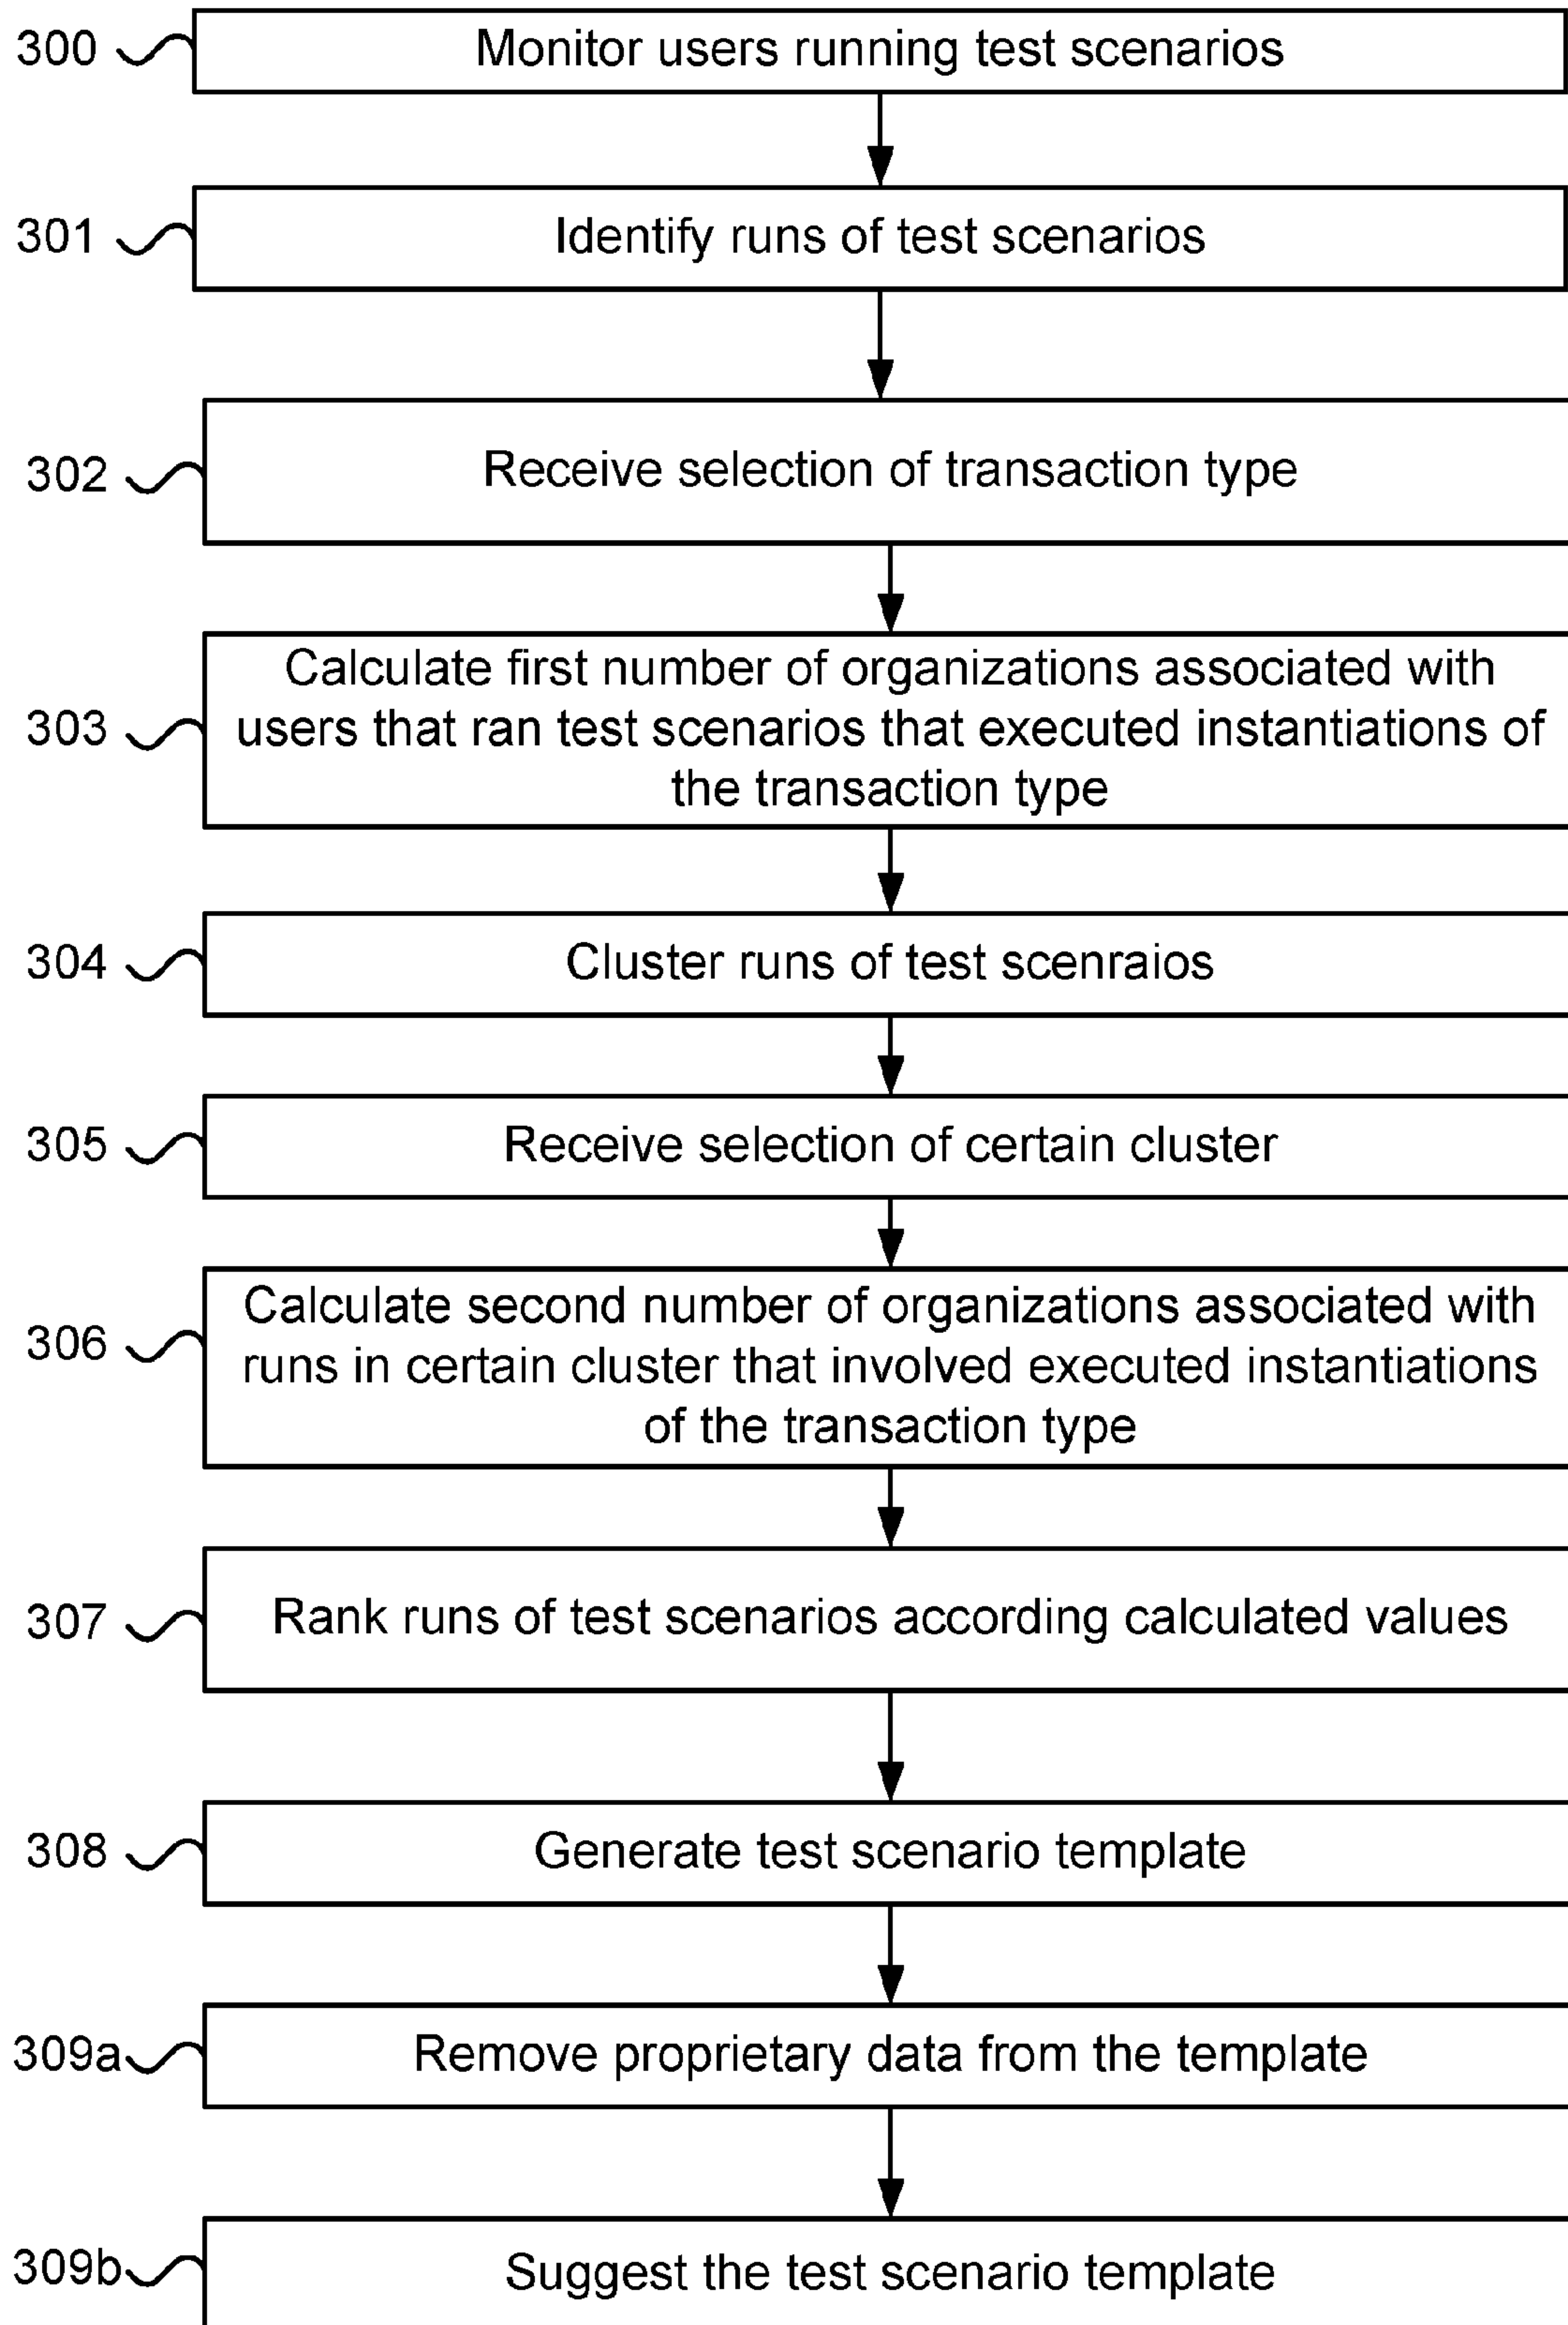 300 Monitor users running test scenarios
301 Identify runs of test scenarios
302 Receive selection of transaction type
Calculate first number of organizations associated with
303 users that ran test scenarios that executed instantiations of
the transaction type
304 Cluster runs of test scenraios
305 Receive selection of certain cluster
Calculate second number of organizations associated with
306 runs in certain cluster that involved executed instantiations
of the transaction type
307 Rank runs of test scenarios according calculated values
308 Generate test scenario template
309a Remove proprietary data from the template
309b Suggest the test scenario template